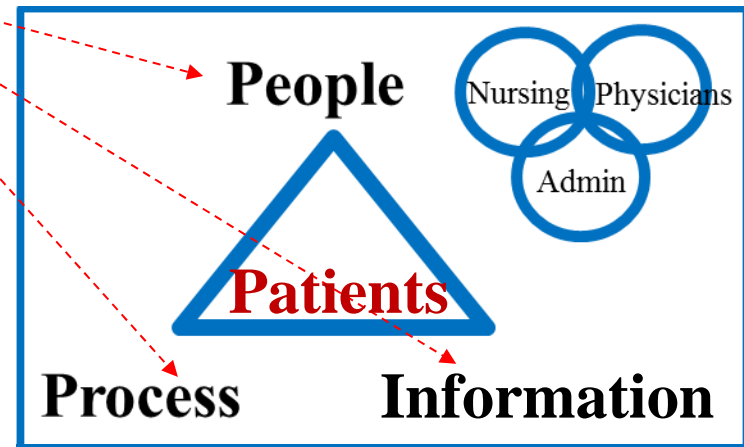 People
Nursing
Physicians
Admin
Patients
Process
Information